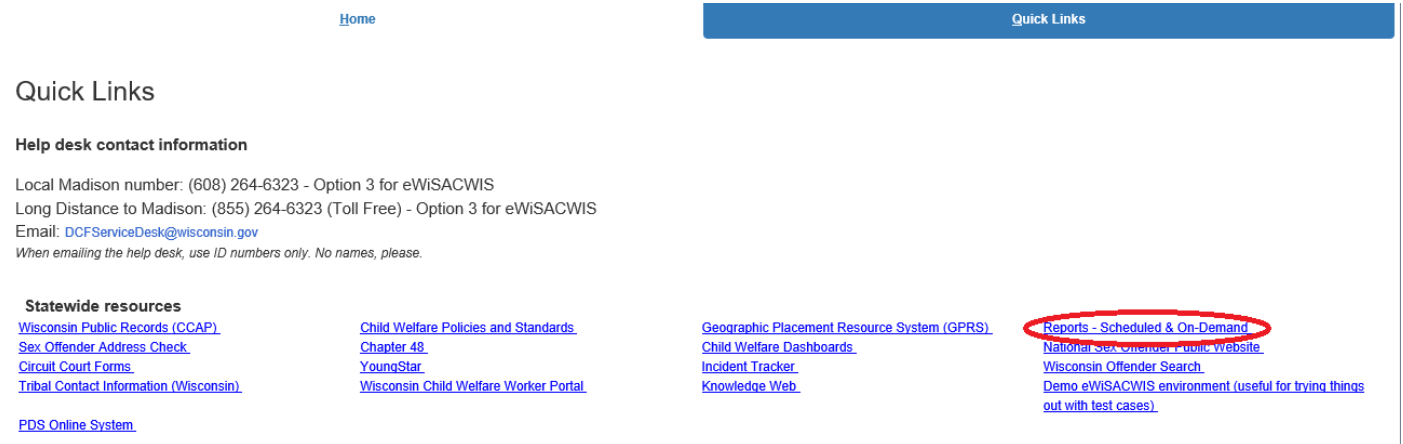 Home
Quick Links
Quick Links
Help desk contact information
Local Madison number: (608) 264-6323 - Option 3 for eWiSACWIS
Long Distance to Madison: (855) 264-6323 (Toll Free) - Option 3 for eWiSACWIS
Email: DCFServiceDesk@wisconsin.gov
When emailing the help desk, use ID numbers only. No names, please.
Statewide resources
Wisconsin Public Records (CCAP)
Child Welfare Policies and Standards
Geographic Placement Resource System (GPRS)
Reports - Scheduled & On-Demand
Sex Offender Address Check
Chapter 48
Child Welfare Dashboards
National Sex Offender Public Website
Circuit Court Forms
YoungStar
Incident Tracker
Wisconsin Offender Search
Tribal Contact Information (Wisconsin)
Wisconsin Child Welfare Worker Portal
Knowledge Web
Demo eWiSACWIS environment (useful for trying things
out with test cases)
PDS Online System